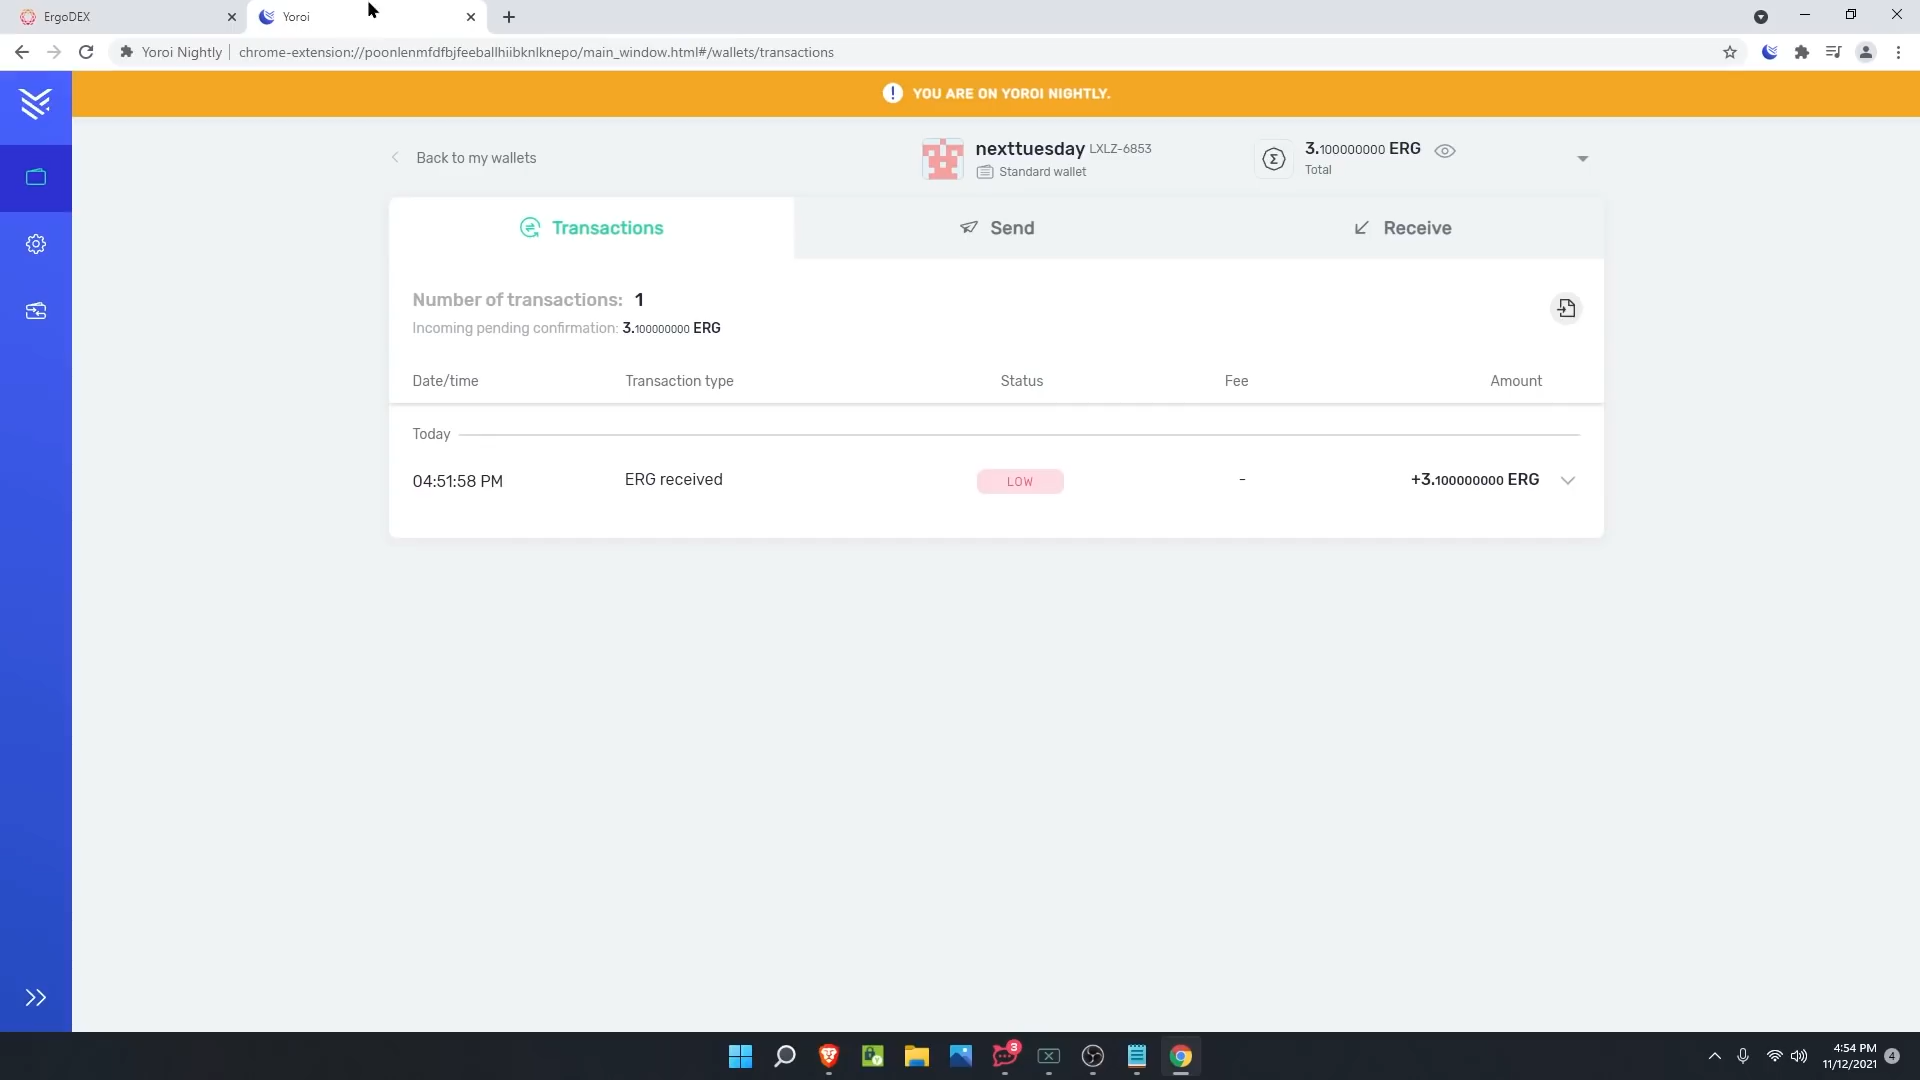 ErgoDEX
Yoroi
Yoroi Nightly
chrome-extension://poonlenmfdfbjfeeballhiibknlknepo/main_window.html#/wallets/transactions
YOU ARE ON YOROI NIGHTLY.
Back to my wallets
nexttuesday LXLZ-6853
Standard wallet
3.100000000 ERG
Total
Transactions
Send
Receive
Number of transactions: 1
Incoming pending confirmation: 3.100000000 ERG
Date/time
Transaction type
Status
Fee
Amount
Today
04:51:58 PM
ERG received
LOW
-
+3.100000000 ERG
3
4:54 PM
11/12/2021
4